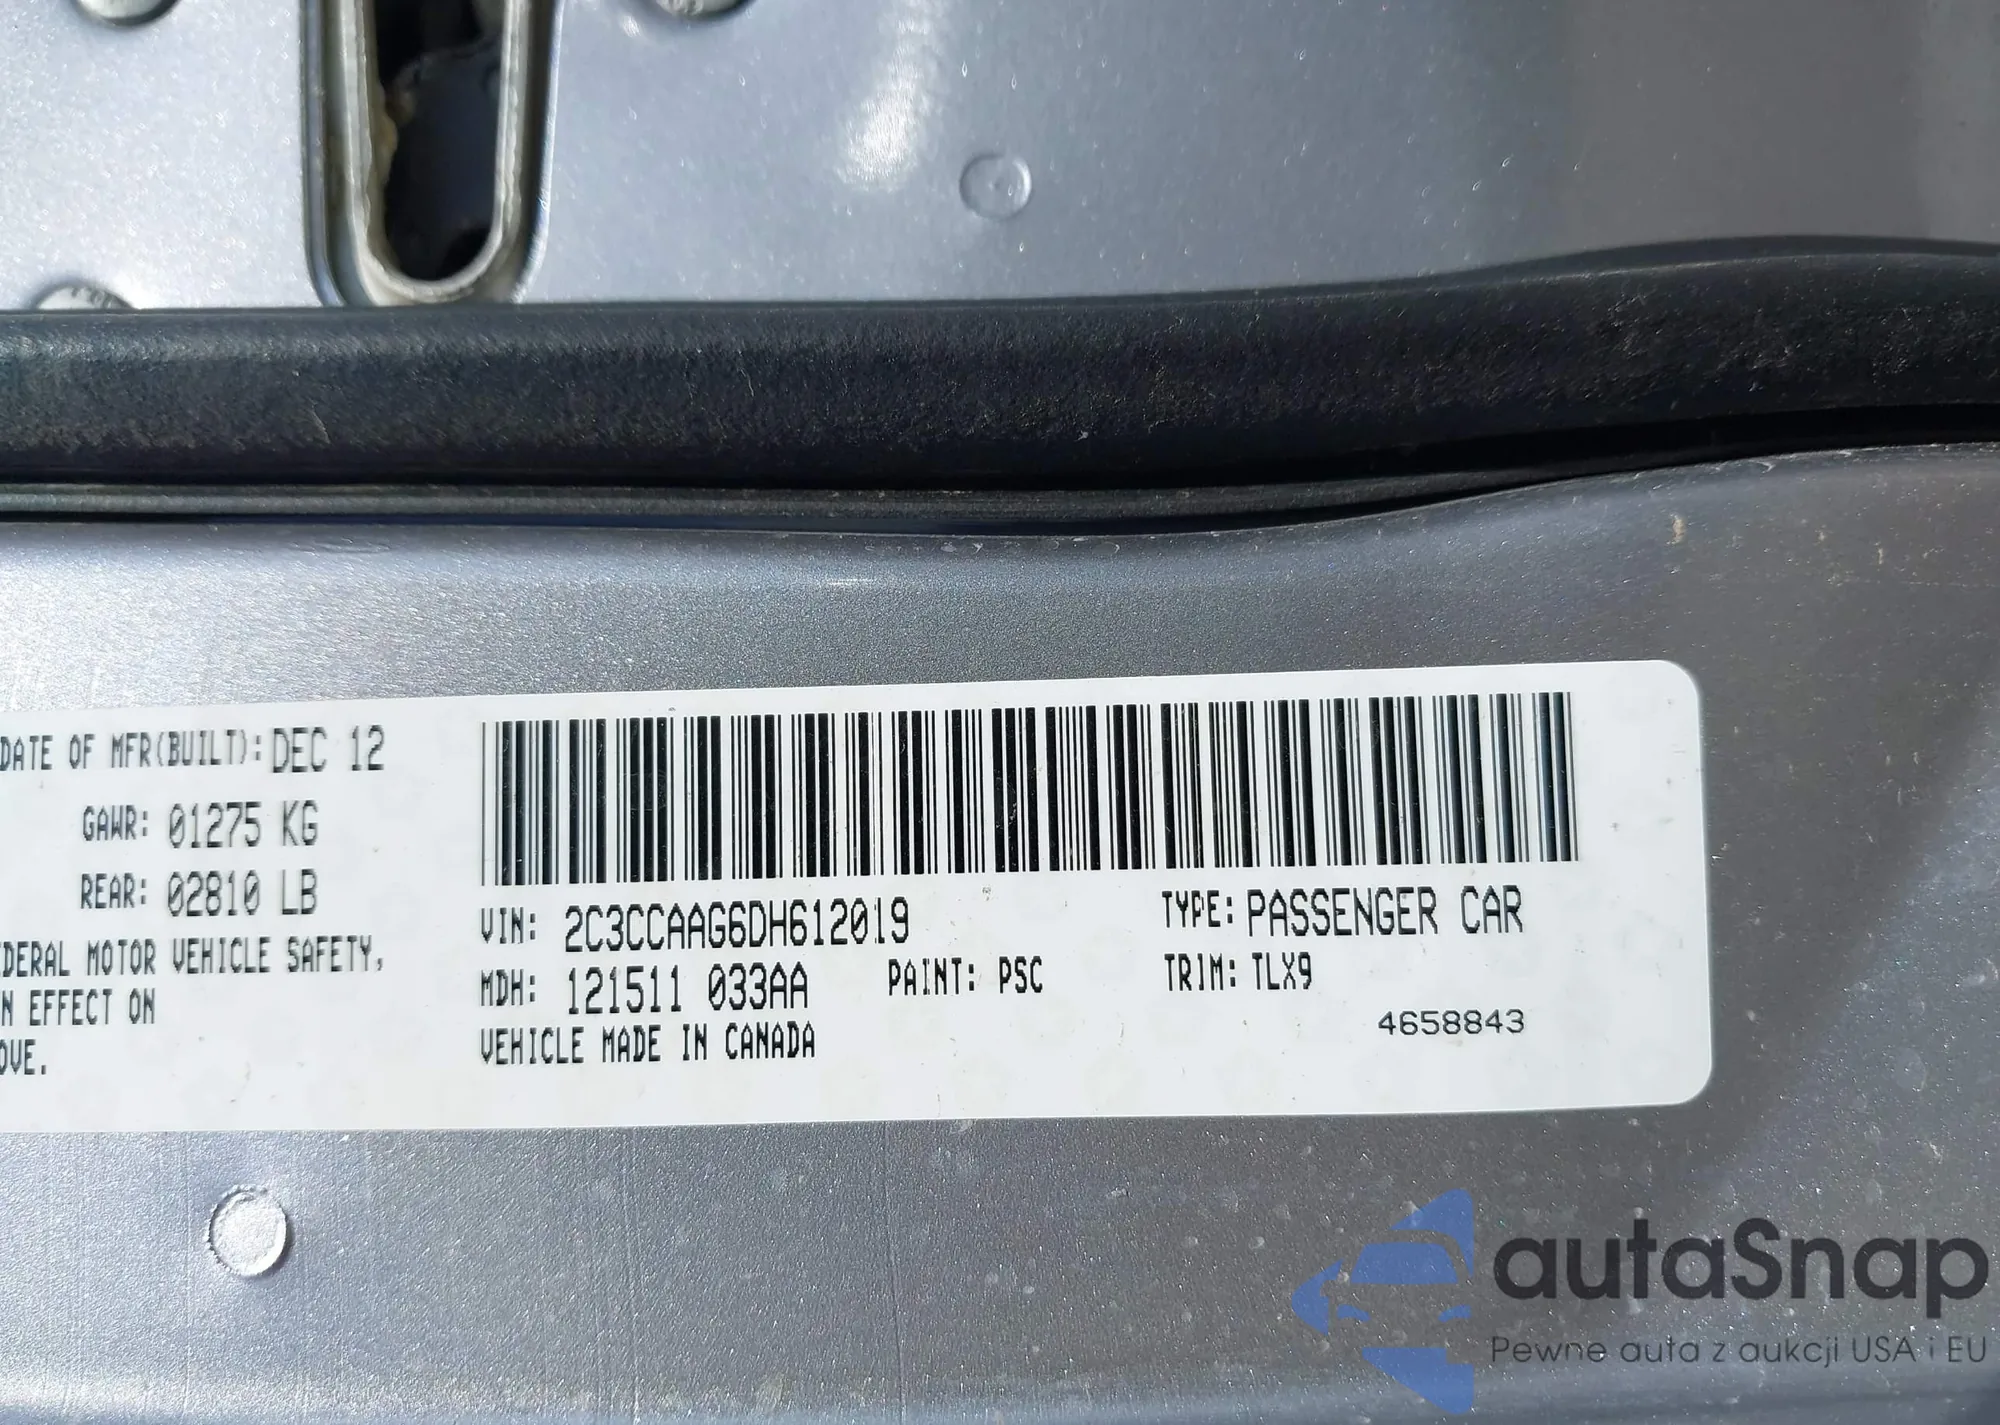 DATE OF MFR(BUILT): DEC 12
GAWR: 01275 KG
REAR: 02810 LB
EDERAL MOTOR VEHICLE SAFETY,
N EFFECT ON
OVE.
VIN: 2C3CCAAG6DH612019
TYPE: PASSENGER CAR
MDH: 121511 033AA
PAINT: PSC
TRIM: TLX9
VEHICLE MADE IN CANADA
4658843
autaSnap
Pewne auta z aukcji USA i EU